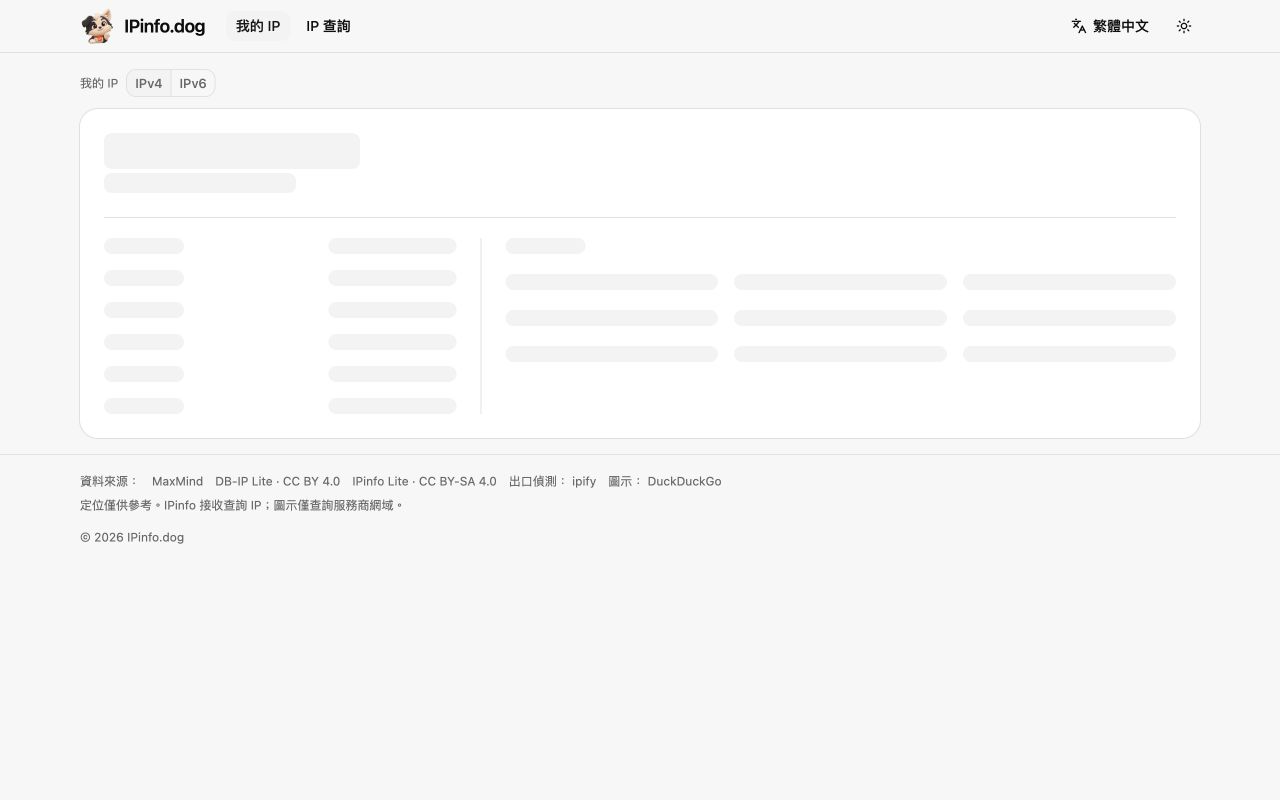 IPinfo.dog 我的 IP IP 查詢 繁體中文
我的 IP IPv4 IPv6
資料來源： MaxMind DB-IP Lite · CC BY 4.0 IPinfo Lite · CC BY-SA 4.0 出口偵測： ipify 圖示： DuckDuckGo
定位僅供參考。IPinfo 接收查詢 IP；圖示僅查詢服務商網域。
© 2026 IPinfo.dog